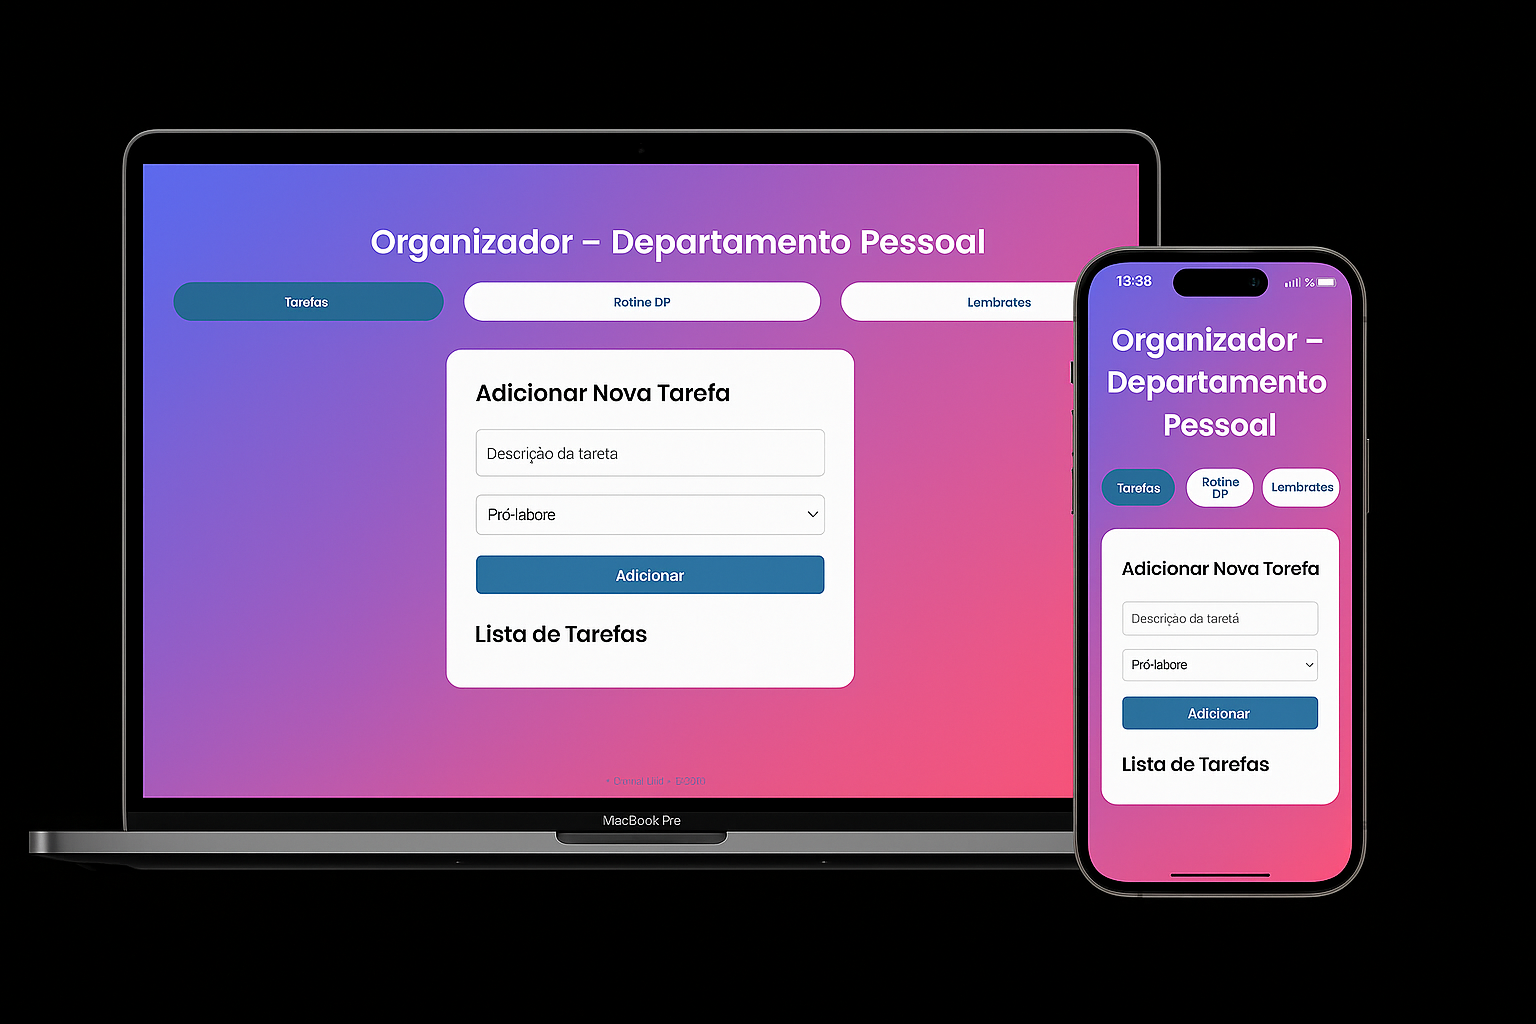 Organizador – Departamento Pessoal
Tarefas
Rotine DP
Lembrates
Adicionar Nova Tarefa
Descrição da tareta
Pró-labore
Adicionar
Lista de Tarefas
MacBook Pre
13:38
Organizador –
Departamento
Pessoal
Tarefas
Rotine
DP
Lembrates
Adicionar Nova Torefa
Descrição da taretá
Pró-labore
Adicionar
Lista de Tarefas